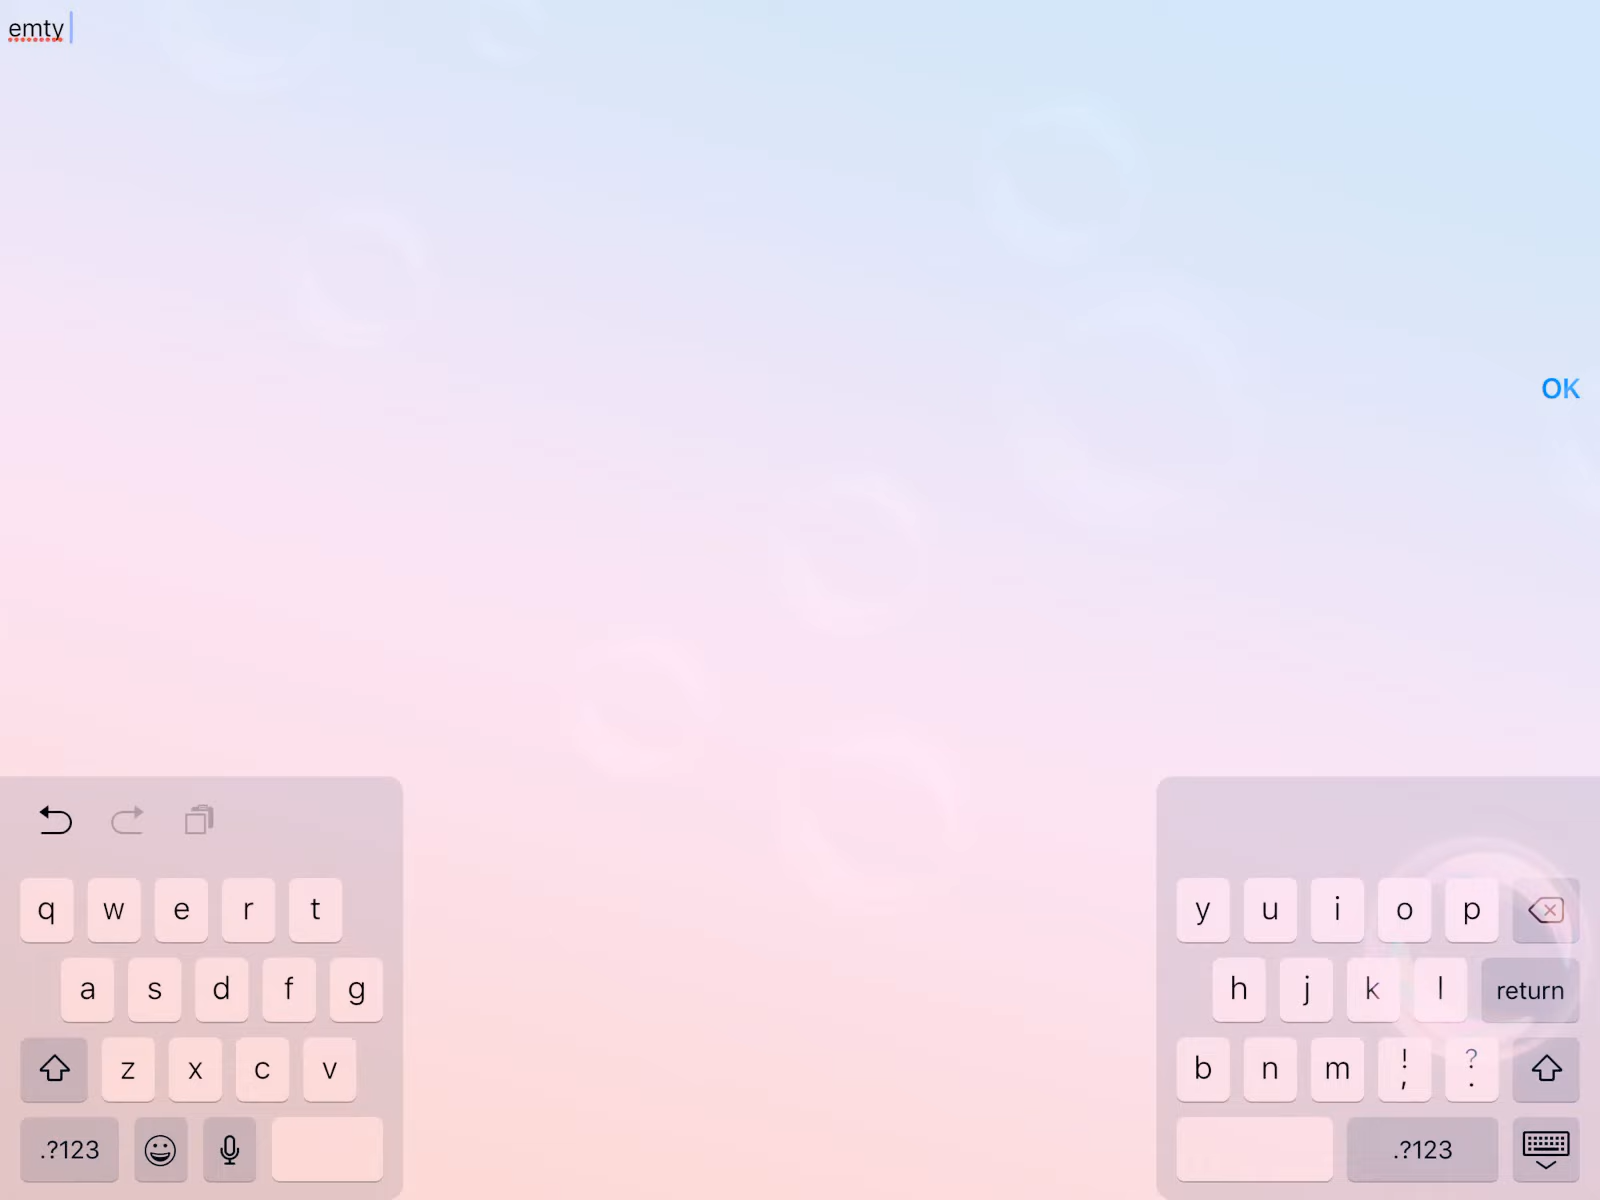 emty
OK
q w e r t
y u i o p
a s d f g
h j k l return
z x c v
b n m ! , ? .
.?123
.?123